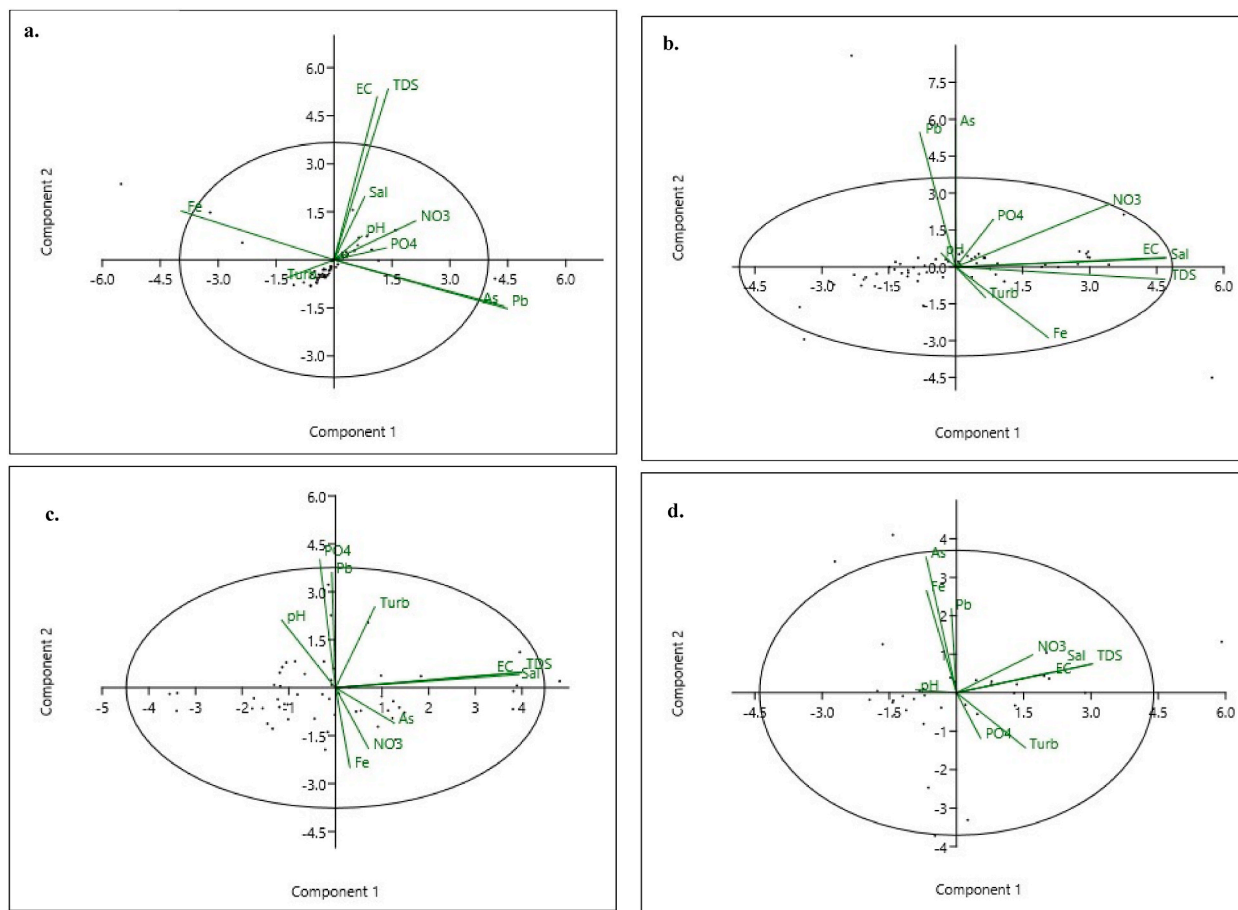 a.
6.0
EC TDS
4.5
3.0
Sal
Fe
1.5
NO3
pH
PO4
-6.0 -4.5 -3.0 -1.5 0.0 1.5 3.0 4.5 6.0
Turb
As Pb
-1.5
-3.0
Component 2
Component 1
b.
7.5
6.0 As
Pb
4.5
3.0
NO3
1.5 PO4
pH
EC Sal
-4.5 -3.0 -1.5 0.0 1.5 3.0 4.5 6.0
TDS
Turb
-1.5
Fe
-3.0
-4.5
Component 2
Component 1
c.
6.0
4.5
PO4
Pb
3.0
Turb
pH
1.5
EC TDS
Sal
-5 -4 -3 -2 -1 1 2 3 4
As
-1.5
NO3
Fe
-3.0
-4.5
Component 2
Component 1
d.
4
As
3
Fe
2 Pb
1
NO3
Sal TDS
EC
pH
-4.5 -3.0 -1.5 1.5 3.0 4.5 6.0
-1
PO4 Turb
-2
-3
-4
Component 2
Component 1